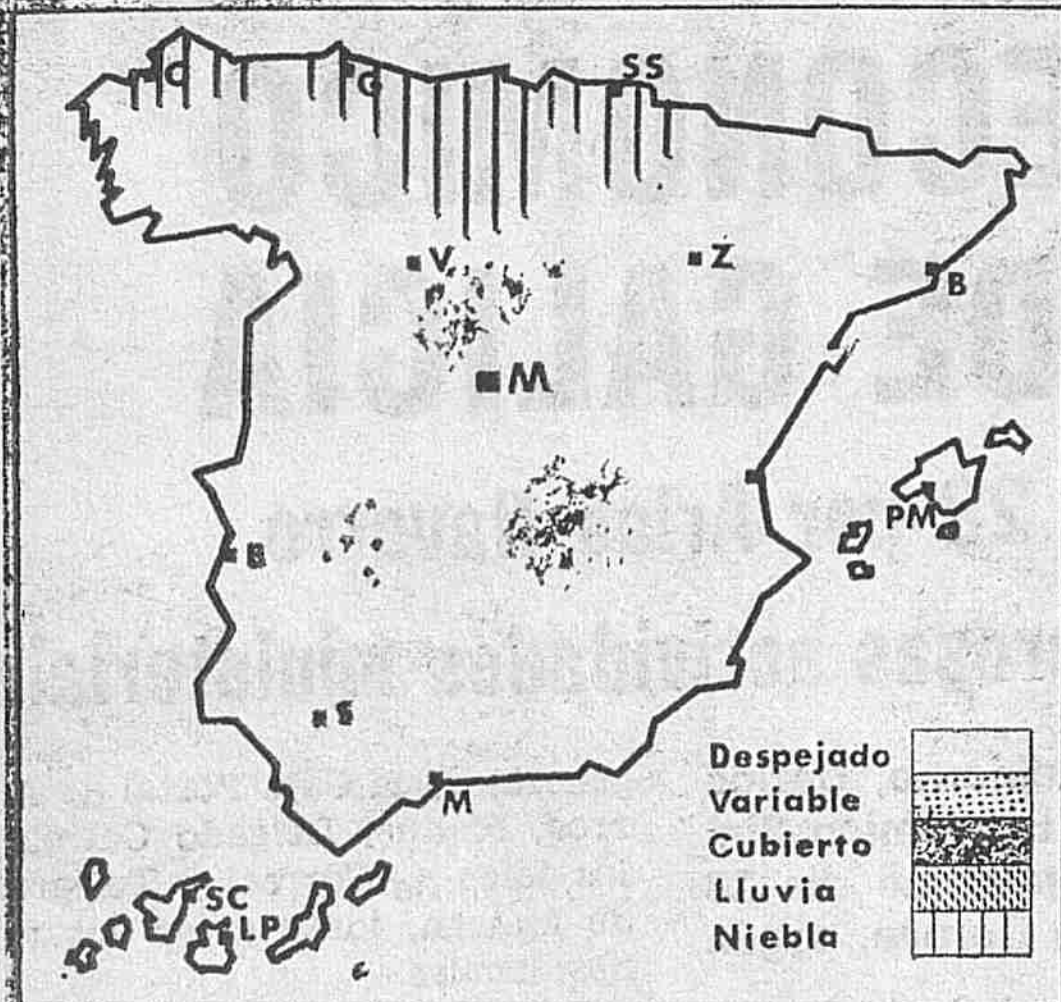 C
G
SS
V
Z
B
M
PM
B
S
M
SC
LP
Despejado
Variable
Cubierto
Lluvia
Niebla